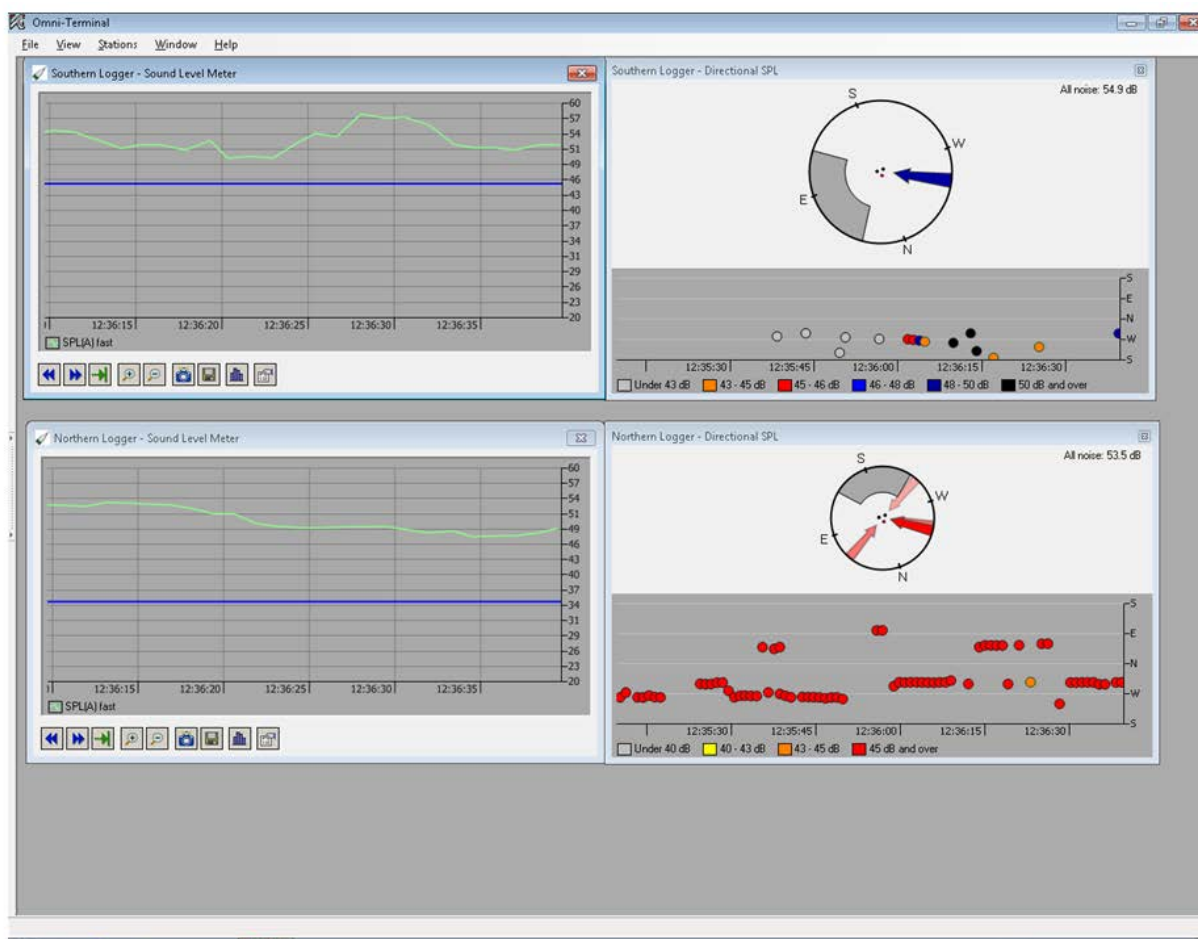 Omni-Terminal
File View Stations Window Help
Southern Logger - Sound Level Meter
60
57
54
51
49
46
43
40
37
34
31
29
26
23
20
12:36:15 12:36:20 12:36:25 12:36:30 12:36:35
SPL(A) fast
Southern Logger - Directional SPL
All noise: 54.9 dB
S
W
E
N
S
E
N
W
S
12:35:30 12:35:45 12:36:00 12:36:15 12:36:30
Under 43 dB 43 - 45 dB 45 - 46 dB 46 - 48 dB 48 - 50 dB 50 dB and over
Northern Logger - Sound Level Meter
60
57
54
51
49
46
43
40
37
34
31
29
26
23
20
12:36:15 12:36:20 12:36:25 12:36:30 12:36:35
SPL(A) fast
Northern Logger - Directional SPL
All noise: 53.5 dB
S
W
E
N
S
E
N
W
S
12:35:30 12:35:45 12:36:00 12:36:15 12:36:30
Under 40 dB 40 - 43 dB 43 - 45 dB 45 dB and over